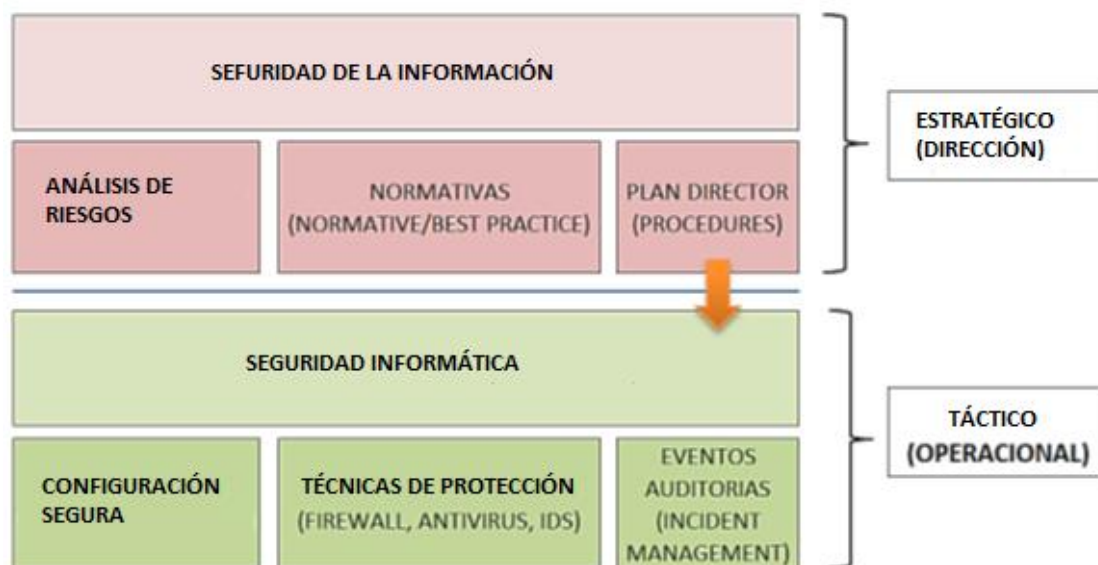 SEFURIDAD DE LA INFORMACIÓN
ANÁLISIS DE
RIESGOS
NORMATIVAS
(NORMATIVE/BEST PRACTICE)
PLAN DIRECTOR
(PROCEDURES)
ESTRATÉGICO
(DIRECCIÓN)
SEGURIDAD INFORMÁTICA
CONFIGURACIÓN
SEGURA
TÉCNICAS DE PROTECCIÓN
(FIREWALL, ANTIVIRUS, IDS)
EVENTOS
AUDITORIAS
(INCIDENT
MANAGEMENT)
TÁCTICO
(OPERACIONAL)